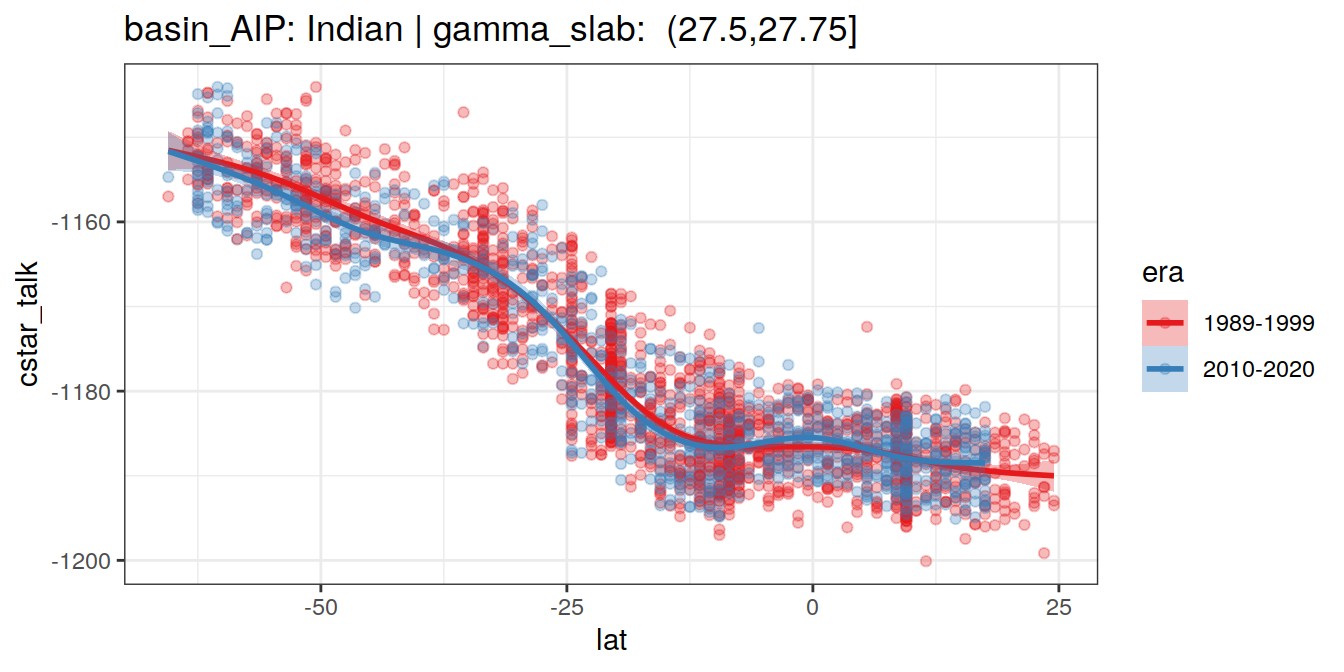 basin_AIP: Indian | gamma_slab:  (27.5,27.75]
cstar_talk
-1160
-1180
-1200
-50
-25
0
25
lat
era
1989-1999
2010-2020